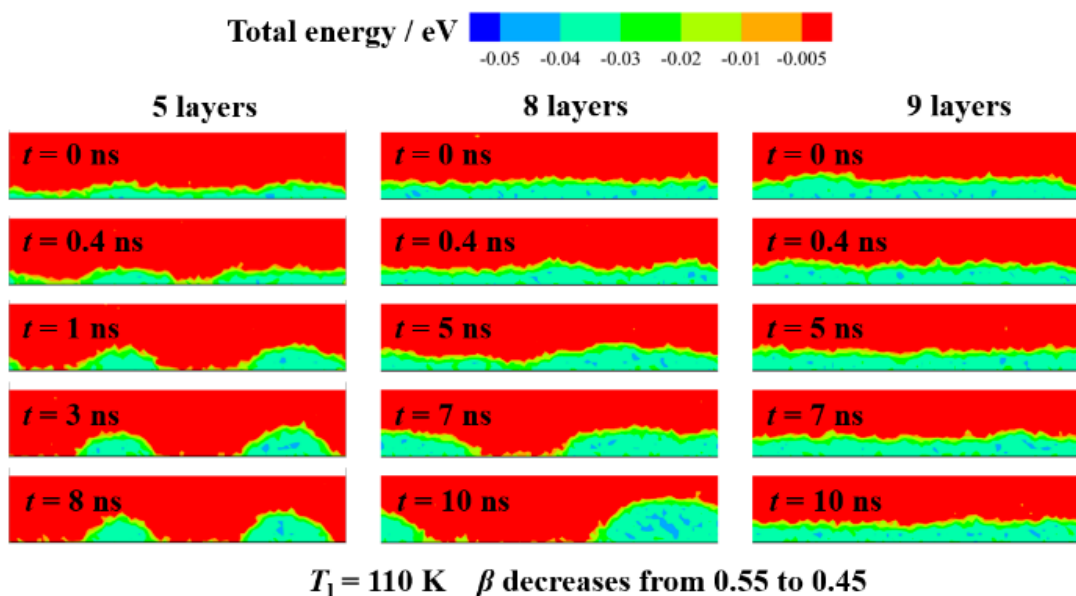 Total energy / eV
-0.05 -0.04 -0.03 -0.02 -0.01 -0.005
5 layers 8 layers 9 layers
t = 0 ns t = 0 ns t = 0 ns
t = 0.4 ns t = 0.4 ns t = 0.4 ns
t = 1 ns t = 5 ns t = 5 ns
t = 3 ns t = 7 ns t = 7 ns
t = 8 ns t = 10 ns t = 10 ns
T₁ = 110 K β decreases from 0.55 to 0.45